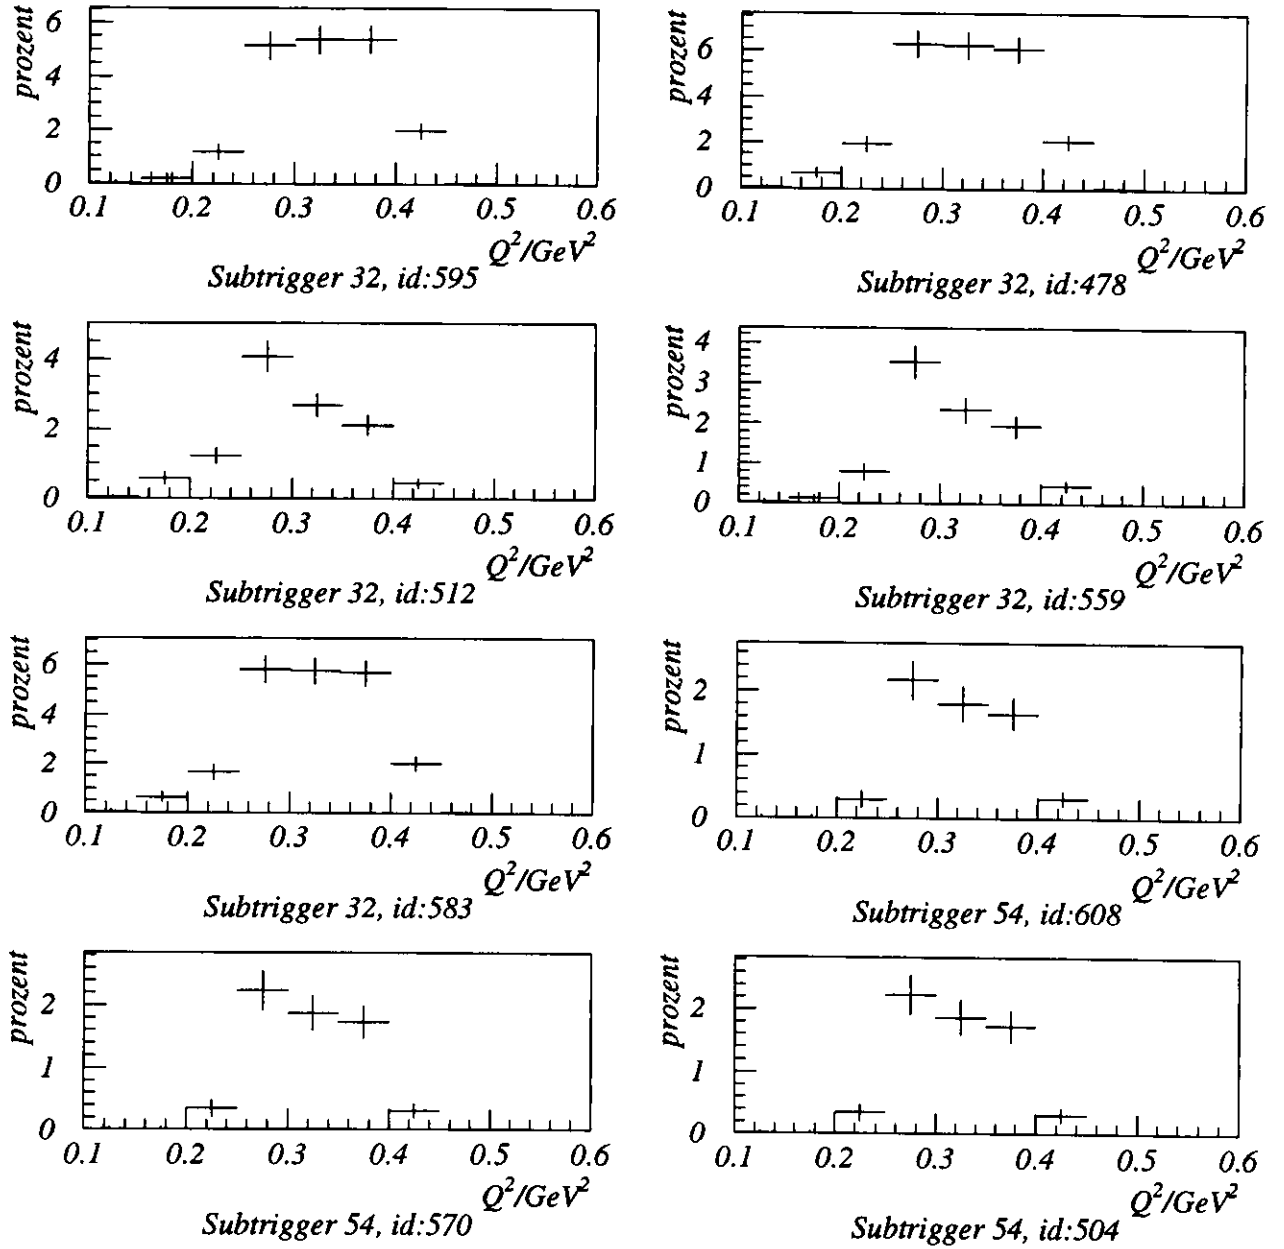 prozent
6
4
2
0
0.1 0.2 0.3 0.4 0.5 0.6
Q²/GeV²
Subtrigger 32, id:595
prozent
6
4
2
0
0.1 0.2 0.3 0.4 0.5 0.6
Q²/GeV²
Subtrigger 32, id:478
prozent
4
2
0
0.1 0.2 0.3 0.4 0.5 0.6
Q²/GeV²
Subtrigger 32, id:512
prozent
4
3
2
1
0
0.1 0.2 0.3 0.4 0.5 0.6
Q²/GeV²
Subtrigger 32, id:559
prozent
6
4
2
0
0.1 0.2 0.3 0.4 0.5 0.6
Q²/GeV²
Subtrigger 32, id:583
prozent
2
1
0
0.1 0.2 0.3 0.4 0.5 0.6
Q²/GeV²
Subtrigger 54, id:608
prozent
2
1
0
0.1 0.2 0.3 0.4 0.5 0.6
Q²/GeV²
Subtrigger 54, id:570
prozent
2
1
0
0.1 0.2 0.3 0.4 0.5 0.6
Q²/GeV²
Subtrigger 54, id:504